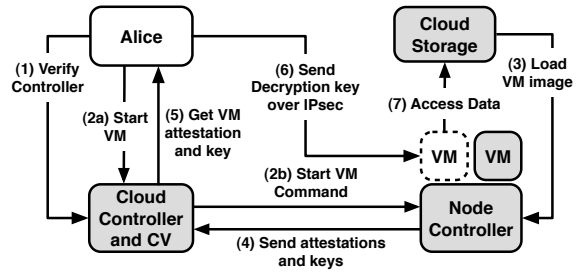 Alice
Cloud
Storage
(1) Verify
Controller
(2a) Start
VM
(5) Get VM
attestation
and key
(6) Send
Decryption key
over IPsec
(3) Load
VM image
(7) Access Data
VM
VM
(2b) Start VM
Command
Cloud
Controller
and CV
Node
Controller
(4) Send attestations
and keys